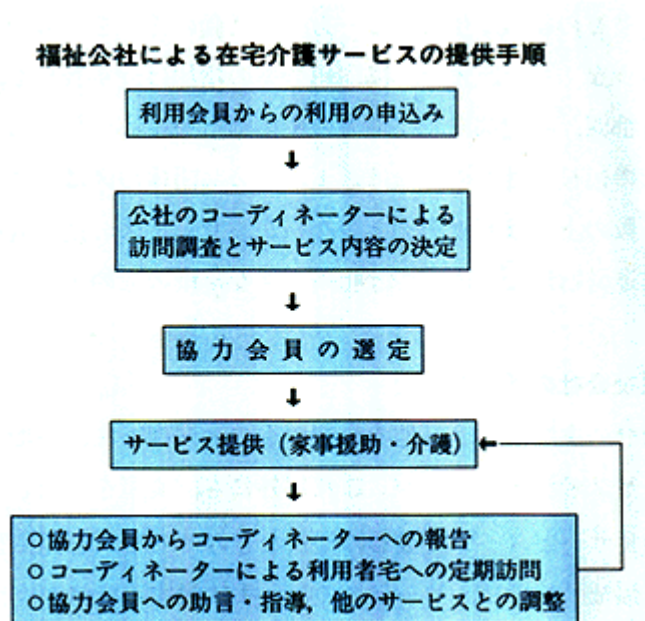 福祉公社による在宅介護サービスの提供手順
利用会員からの利用の申込み
公社のコーディネーターによる
訪問調査とサービス内容の決定
協力会員の選定
サービス提供（家事援助・介護）
○協力会員からコーディネーターへの報告
○コーディネーターによる利用者宅への定期訪問
○協力会員への助言・指導，他のサービスとの調整